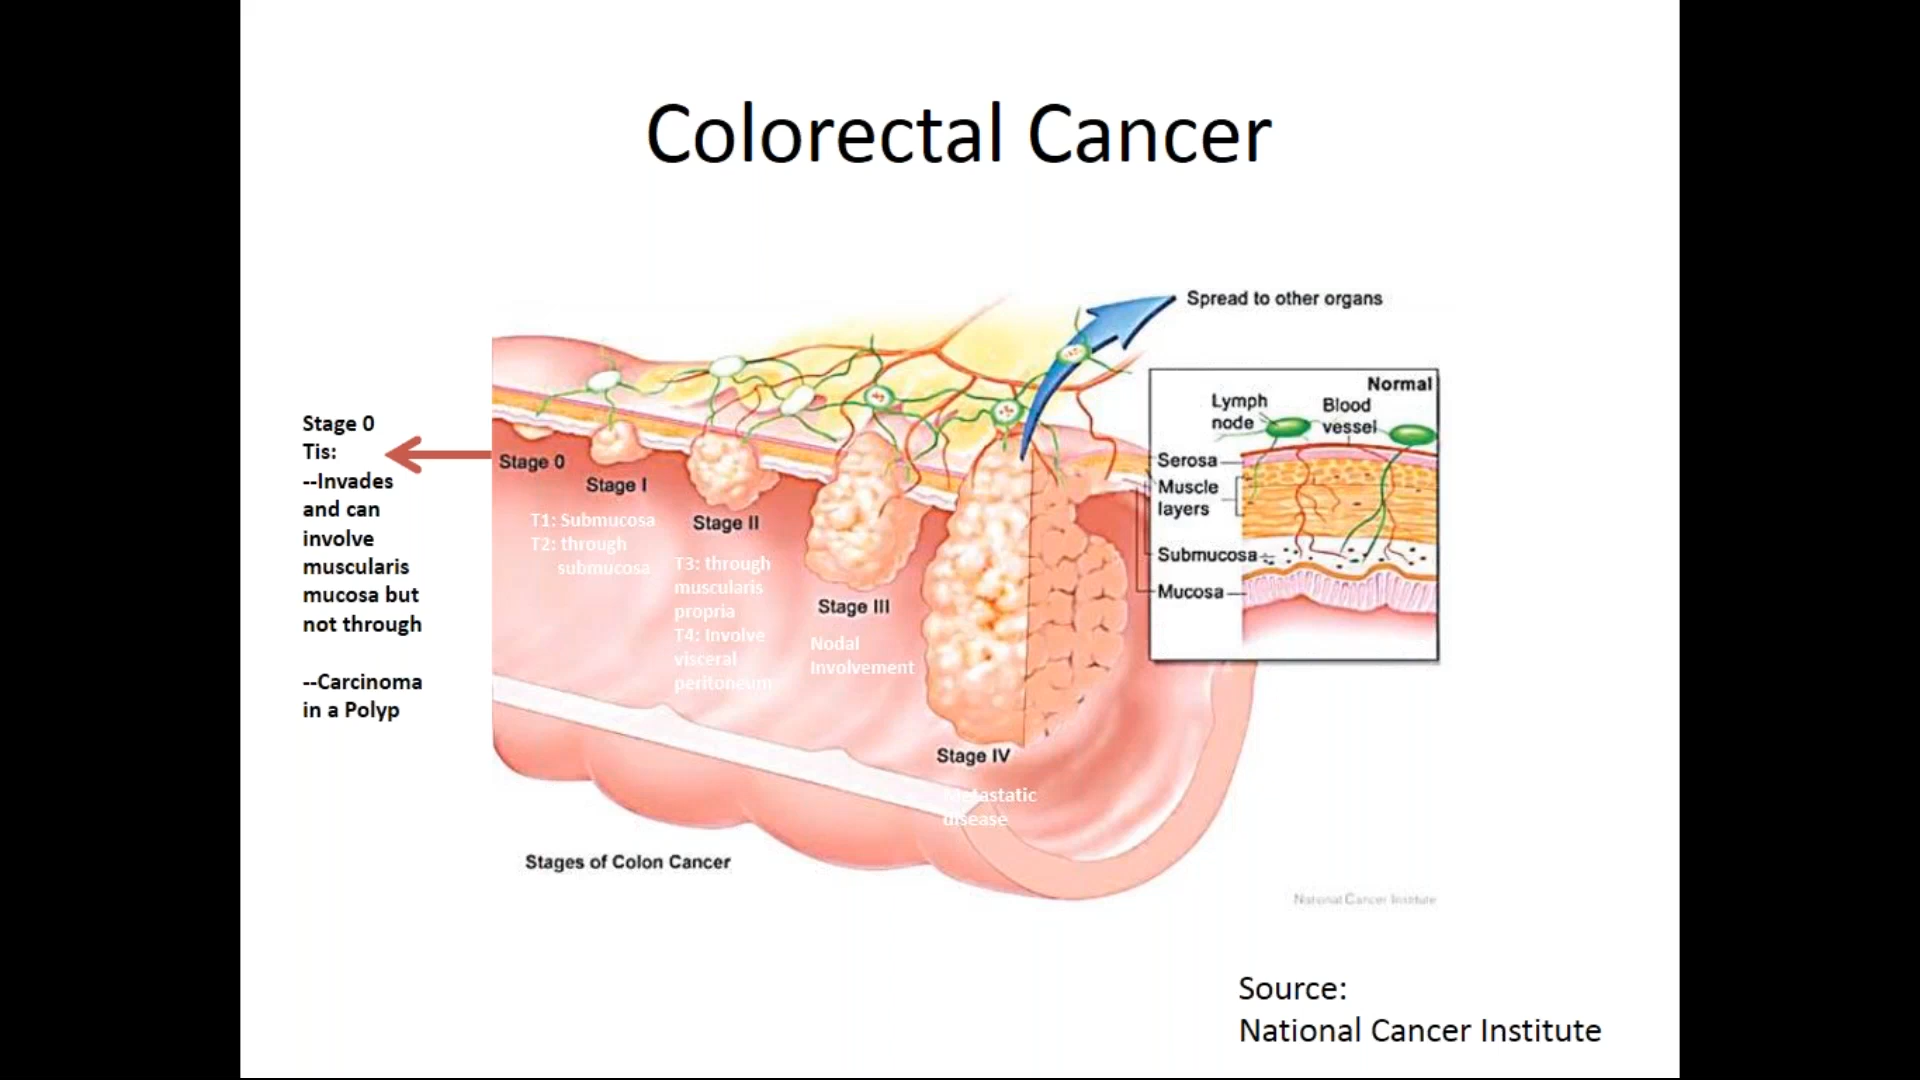 Colorectal Cancer
Spread to other organs
Stage 0
Tis:
--Invades
and can
involve
muscularis
mucosa but
not through
--Carcinoma
in a Polyp
Stage 0
Stage I
T1: Submucosa
T2: through
submucosa
Stage II
T3: through
muscularis
propria
T4: Involve
visceral
peritoneum
Stage III
Nodal
Involvement
Stage IV
Metastatic
disease
Normal
Lymph
node
Blood
vessel
Serosa
Muscle
layers
Submucosa
Mucosa
Stages of Colon Cancer
National Cancer Institute
Source:
National Cancer Institute